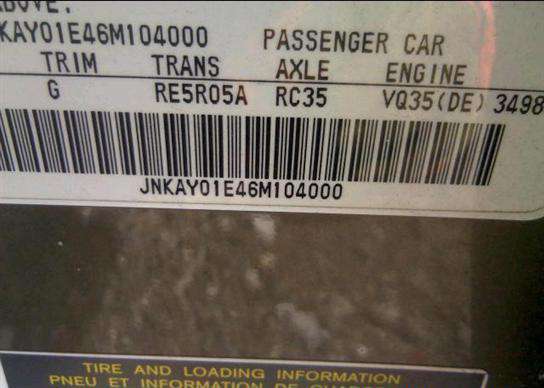 ABOVE.
KAY01E46M104000 PASSENGER CAR
TRIM TRANS AXLE ENGINE
G RE5R05A RC35 VQ35(DE) 3498
JNKAY01E46M104000
TIRE AND LOADING INFORMATION
PNEU ET INFORMATION DE